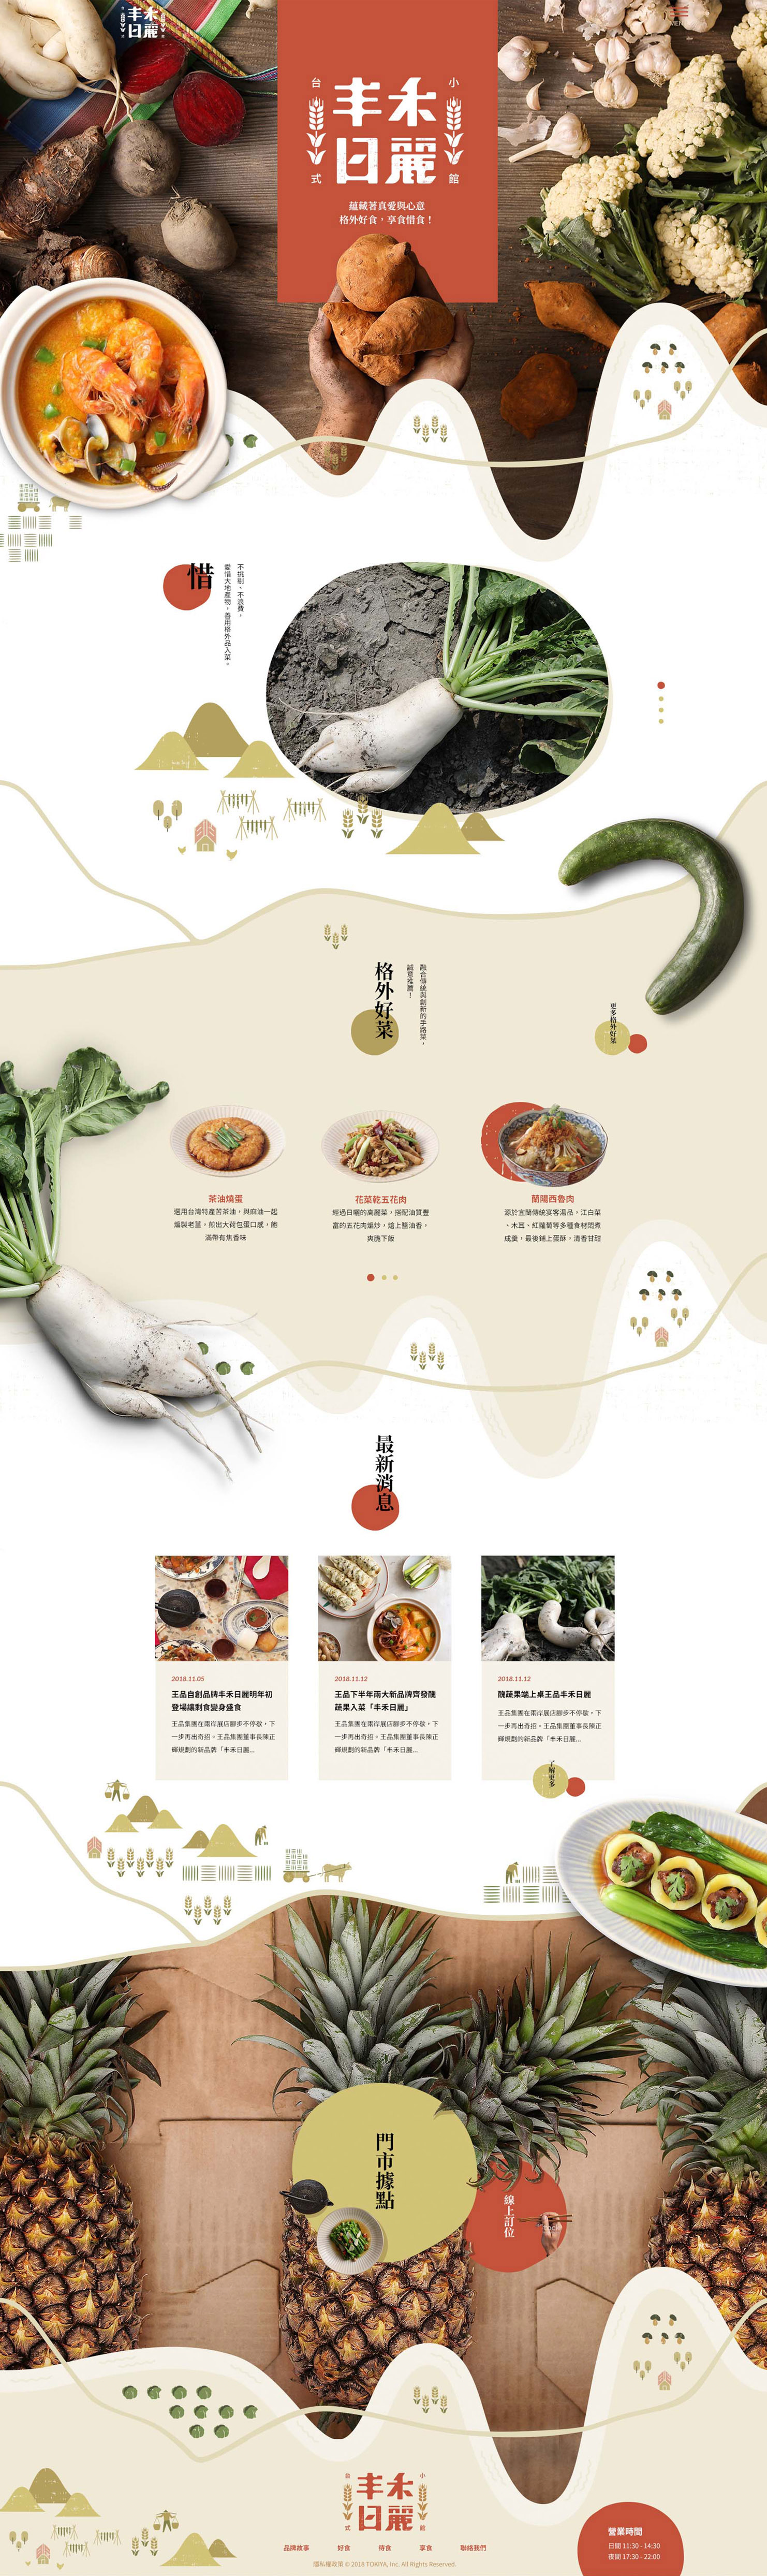 丰禾
日麗
MENU
台 小
丰禾
日麗
式 館
蘊藏著真愛與心意
格外好食，享食惜食！
惜
不挑剔、不浪費，
愛惜大地產物，善用格外品入菜。
格外好菜
融合傳統與創新的手路菜，
誠意推薦！
更多格外好菜
茶油燒蛋
選用台灣特產苦茶油，與麻油一起
煸製老薑，煎出大荷包蛋口感，飽
滿帶有焦香味
花菜乾五花肉
經過日曬的高麗菜，搭配油質豐
富的五花肉煸炒，熗上醬油香，
爽脆下飯
蘭陽西魯肉
源於宜蘭傳統宴客湯品，江白菜
、木耳、紅蘿蔔等多種食材悶煮
成羹，最後鋪上蛋酥，清香甘甜
最新消息
2018.11.05
王品自創品牌丰禾日麗明年初
登場讓剩食變身盛食
王品集團在兩岸展店腳步不停歇，下
一步再出奇招。王品集團董事長陳正
輝規劃的新品牌「丰禾日麗...
2018.11.12
王品下半年兩大新品牌齊發醜
蔬果入菜「丰禾日麗」
王品集團在兩岸展店腳步不停歇，下
一步再出奇招。王品集團董事長陳正
輝規劃的新品牌「丰禾日麗...
2018.11.12
醜蔬果端上桌王品丰禾日麗
王品集團在兩岸展店腳步不停歇，下
一步再出奇招。王品集團董事長陳正
輝規劃的新品牌「丰禾日麗...
了解更多
門市據點
線上訂位
台 小
丰禾
日麗
式 館
品牌故事 好食 待食 享食 聯絡我們
隱私權政策 © 2018 TOKIYA, Inc. All Rights Reserved.
營業時間
日間 11:30 - 14:30
夜間 17:30 - 22:00